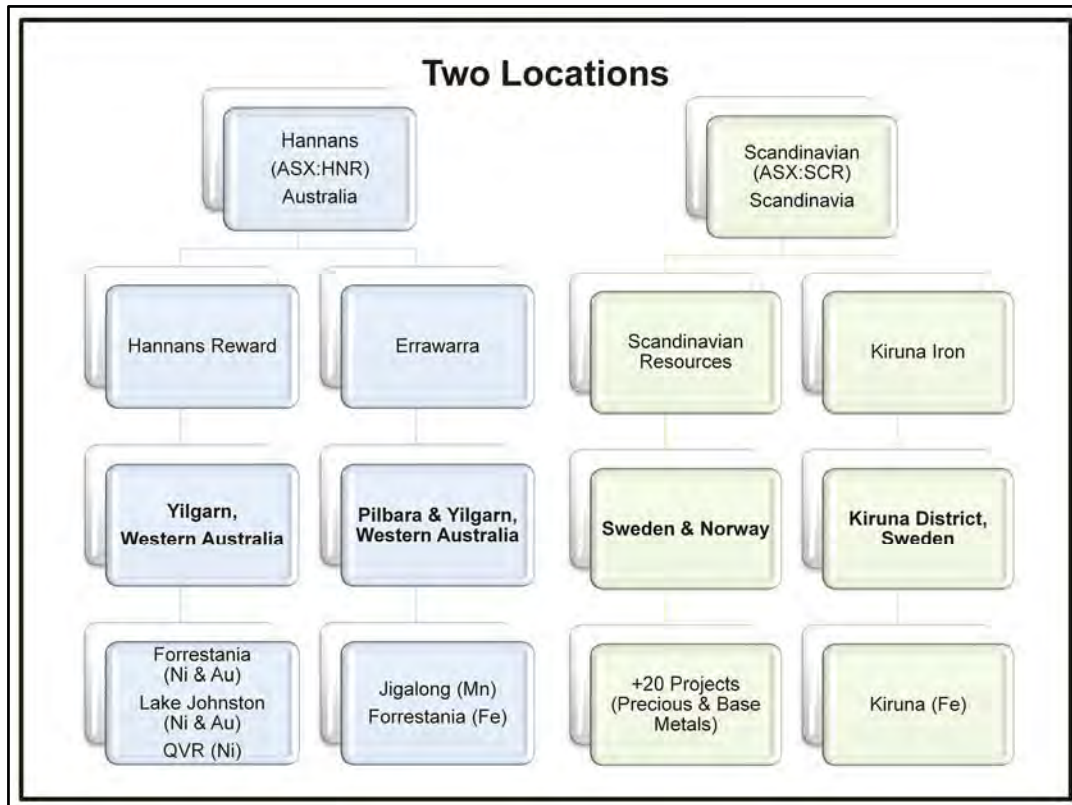 Two Locations
Hannans
(ASX:HNR)
Australia
Scandinavian
(ASX:SCR)
Scandinavia
Hannans Reward
Errawarra
Scandinavian
Resources
Kiruna Iron
Yilgarn,
Western Australia
Pilbara & Yilgarn,
Western Australia
Sweden & Norway
Kiruna District,
Sweden
Forrestania
(Ni & Au)
Lake Johnston
(Ni & Au)
QVR (Ni)
Jigalong (Mn)
Forrestania (Fe)
+20 Projects
(Precious & Base
Metals)
Kiruna (Fe)